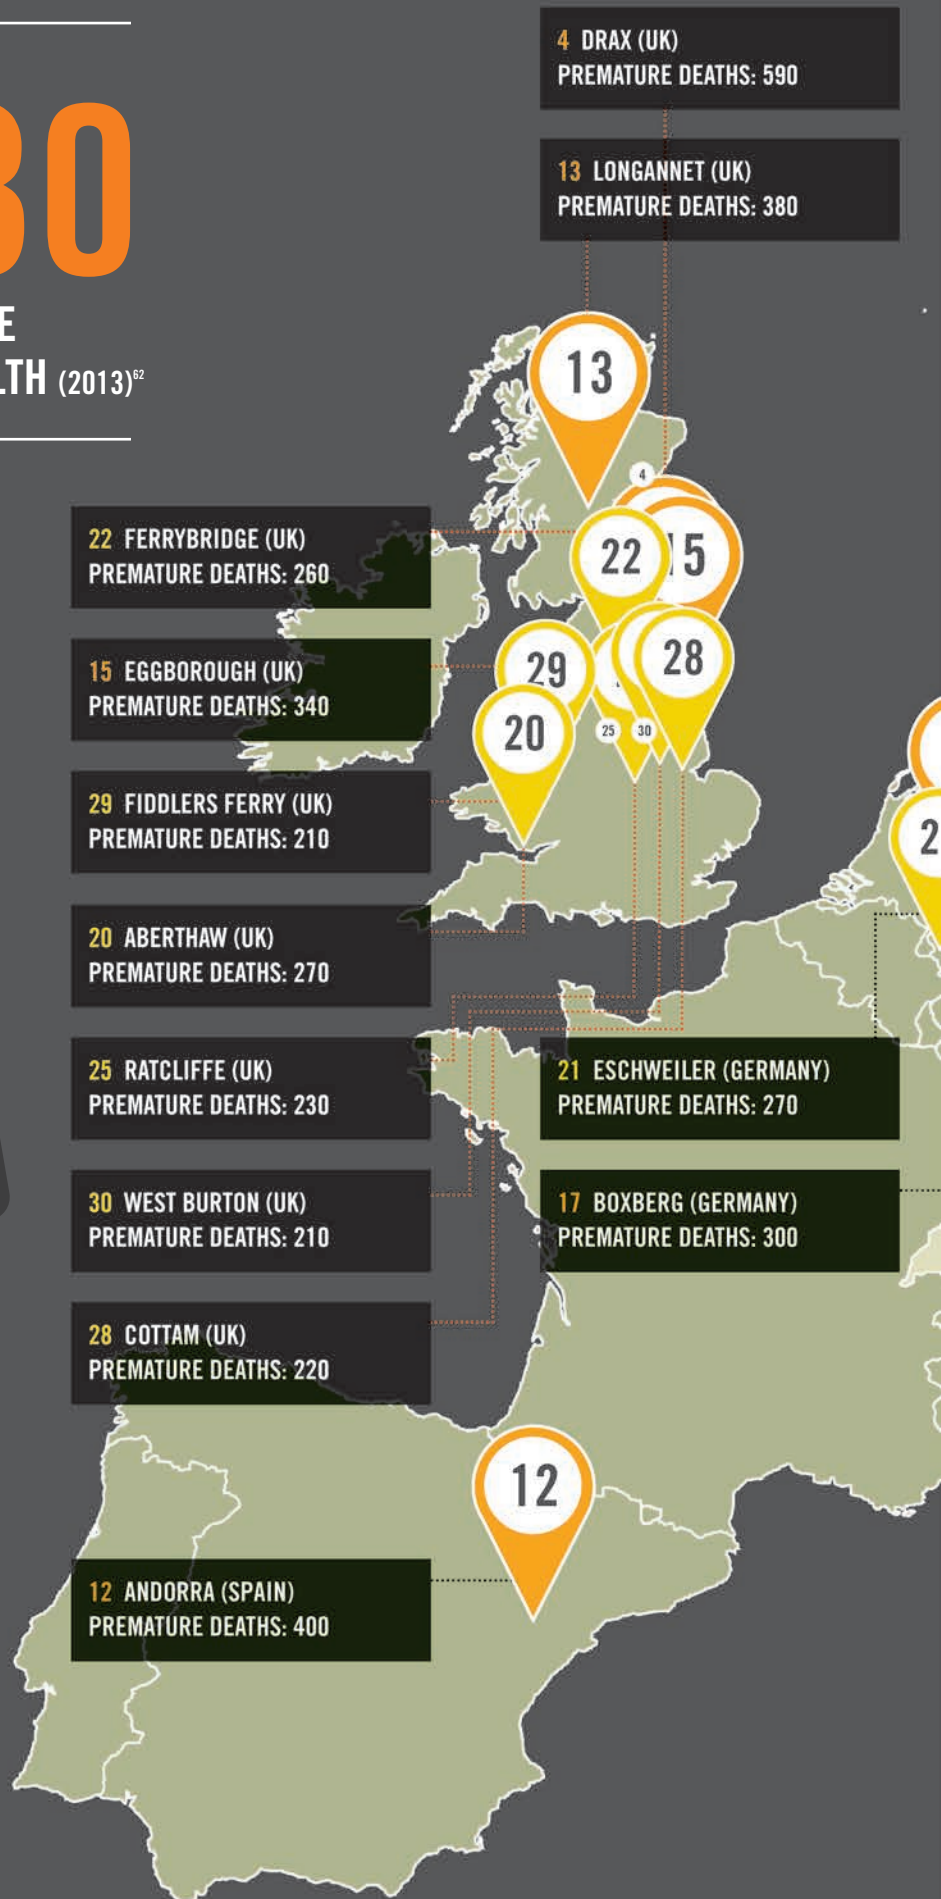 30
E
LTH (2013)⁶²
4 DRAX (UK)
PREMATURE DEATHS: 590
13 LONGANNET (UK)
PREMATURE DEATHS: 380
22 FERRYBRIDGE (UK)
PREMATURE DEATHS: 260
15 EGGBOROUGH (UK)
PREMATURE DEATHS: 340
29 FIDDLERS FERRY (UK)
PREMATURE DEATHS: 210
20 ABERTHAW (UK)
PREMATURE DEATHS: 270
25 RATCLIFFE (UK)
PREMATURE DEATHS: 230
30 WEST BURTON (UK)
PREMATURE DEATHS: 210
28 COTTAM (UK)
PREMATURE DEATHS: 220
12 ANDORRA (SPAIN)
PREMATURE DEATHS: 400
21 ESCHWEILER (GERMANY)
PREMATURE DEATHS: 270
17 BOXBERG (GERMANY)
PREMATURE DEATHS: 300
13
4
22
15
29
28
20
25
30
2
12